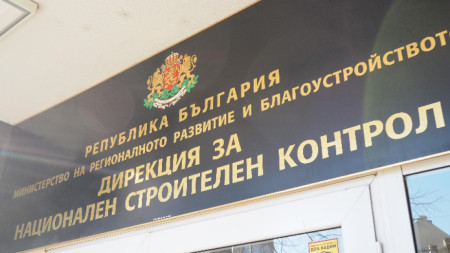 РЕПУБЛИКА БЪЛГАРИЯ
МИНИСТЕРСТВО НА РЕГИОНАЛНОТО РАЗВИТИЕ И БЛАГОУСТРОЙСТВОТО
ДИРЕКЦИЯ ЗА
НАЦИОНАЛЕН СТРОИТЕЛЕН КОНТРОЛ